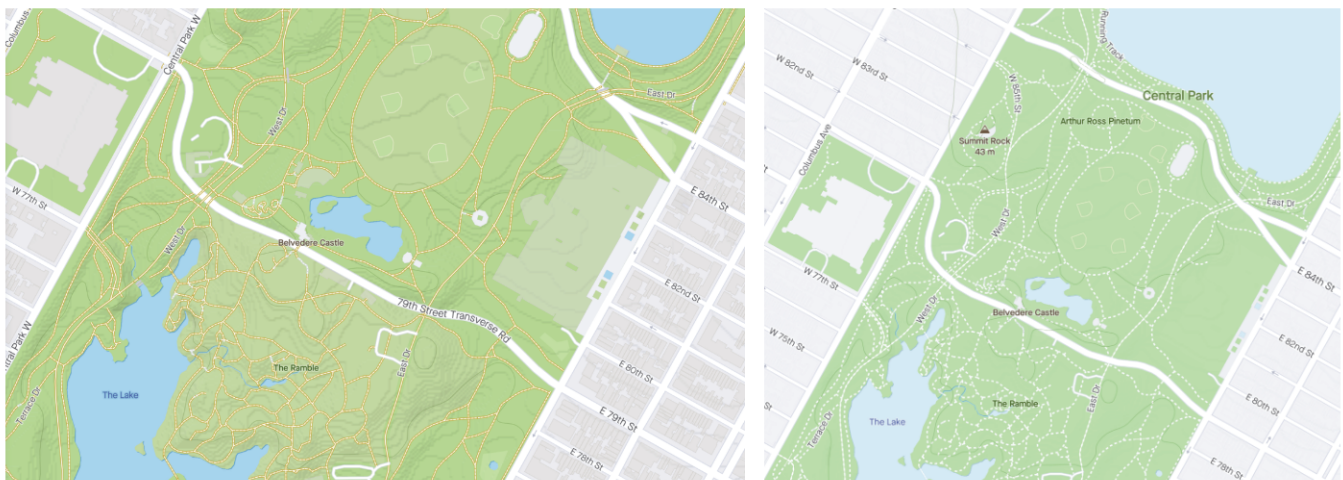 Columbus
Central Park W
West Dr
East Dr
W 77th St
E 84th St
Belvedere Castle
West Dr
E 82nd St
79th Street Transverse Rd
Central Park W
The Ramble
East Dr
E 80th St
The Lake
Terrace Dr
E 79th St
E 78th St
Running Track
W 82nd St
W 83rd St
W 85th St
Central Park
Arthur Ross Pinetum
Columbus Ave
Summit Rock
43 m
East Dr
West Dr
E 84th St
W 77th St
Belvedere Castle
West Dr
W 75th St
E 82nd St
East Dr
The Ramble
E 80th St
The Lake
Terrace Dr
E 78th St